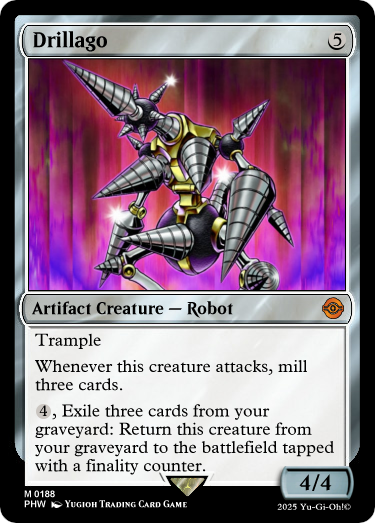 Drillago 5
Artifact Creature — Robot
Trample
Whenever this creature attacks, mill
three cards.
4, Exile three cards from your
graveyard: Return this creature from
your graveyard to the battlefield tapped
with a finality counter.
4/4
M 0188
PHW Yugioh Trading Card Game
2025 Yu-Gi-Oh!©